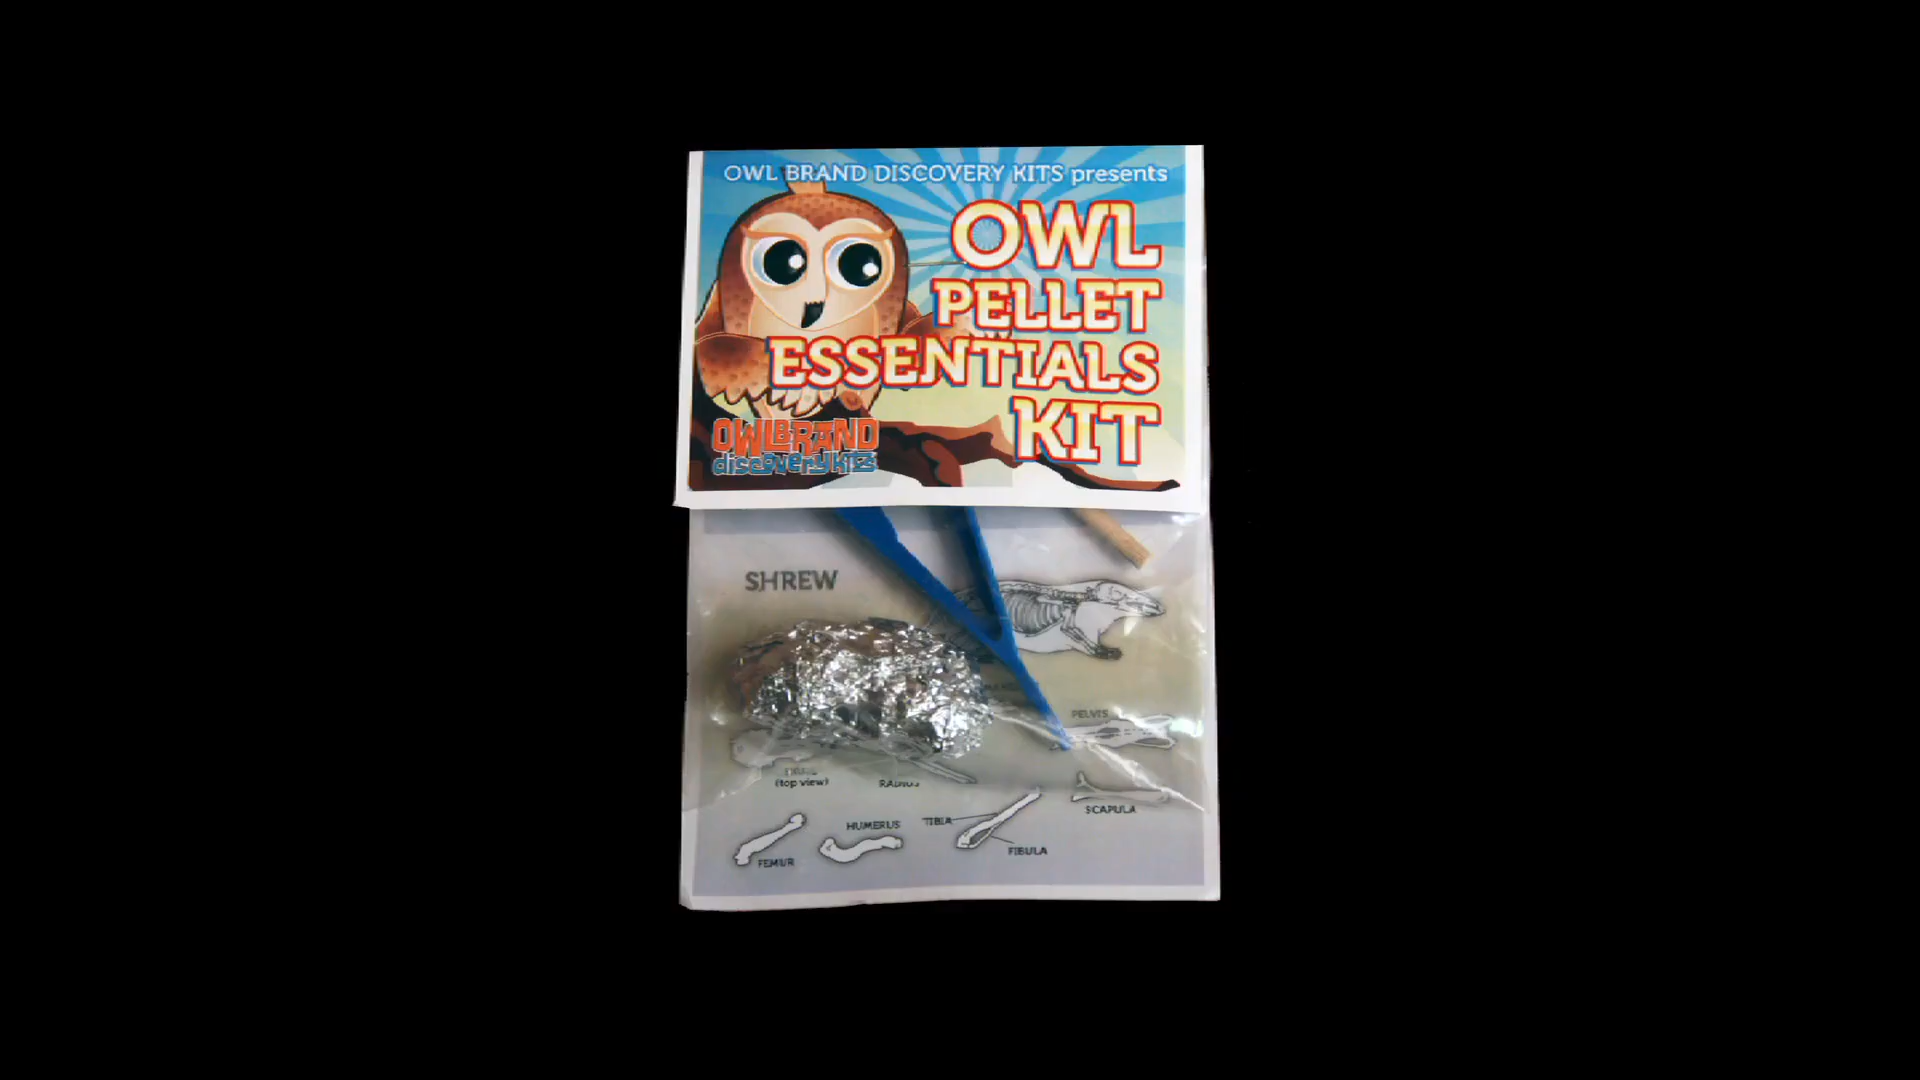 OWL BRAND DISCOVERY KITS presents
OWL
PELLET
ESSENTIALS
KIT
OWLBRAND
discovery kits
SHREW
PELVIS
(top view)
RADIUS
SCAPULA
HUMERUS
TIBIA
FIBULA
FEMUR